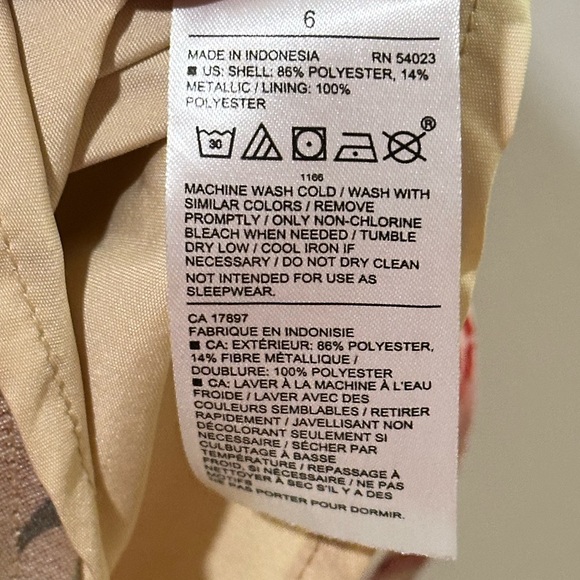 6
MADE IN INDONESIA RN 54023
■ US: SHELL: 86% POLYESTER, 14%
METALLIC / LINING: 100%
POLYESTER
30
®
1166
MACHINE WASH COLD / WASH WITH
SIMILAR COLORS / REMOVE
PROMPTLY / ONLY NON-CHLORINE
BLEACH WHEN NEEDED / TUMBLE
DRY LOW / COOL IRON IF
NECESSARY / DO NOT DRY CLEAN
NOT INTENDED FOR USE AS
SLEEPWEAR.
CA 17897
FABRIQUE EN INDONISIE
■ CA: EXTÉRIEUR: 86% POLYESTER,
14% FIBRE MÉTALLIQUE /
DOUBLURE: 100% POLYESTER
■ CA: LAVER À LA MACHINE À L'EAU
FROIDE / LAVER AVEC DES
COULEURS SEMBLABLES / RETIRER
RAPIDEMENT / JAVELLISANT NON
DÉCOLORANT SEULEMENT SI
NÉCESSAIRE / SÉCHER PAR
CULBUTAGE À BASSE
TEMPÉRATURE / REPASSAGE À
FROID, SI NÉCESSAIRE / NE PAS
NETTOYER À SEC S'IL Y A DES
MOTIFS
NE PAS PORTER POUR DORMIR.